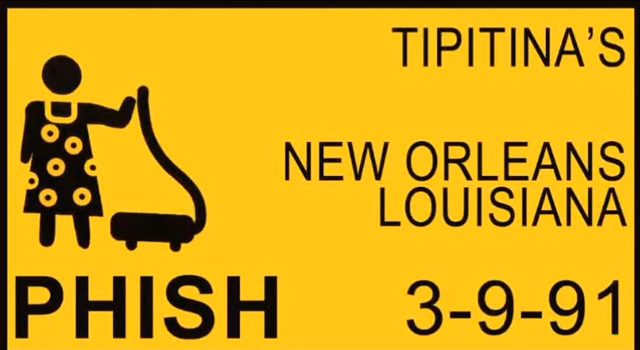 TIPITINA'S
NEW ORLEANS
LOUISIANA
PHISH
3-9-91